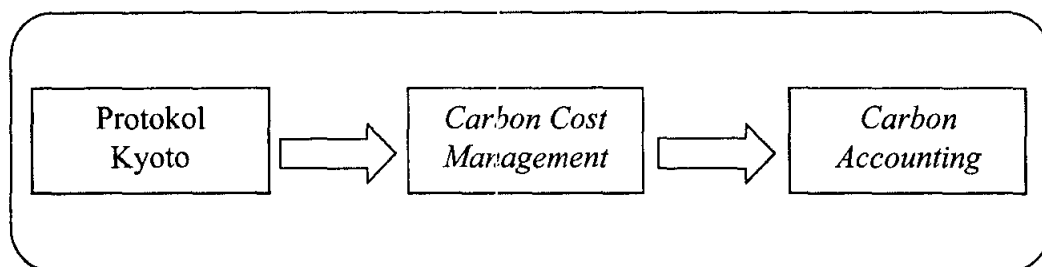 Protokol
Kyoto
Carbon Cost
Management
Carbon
Accounting